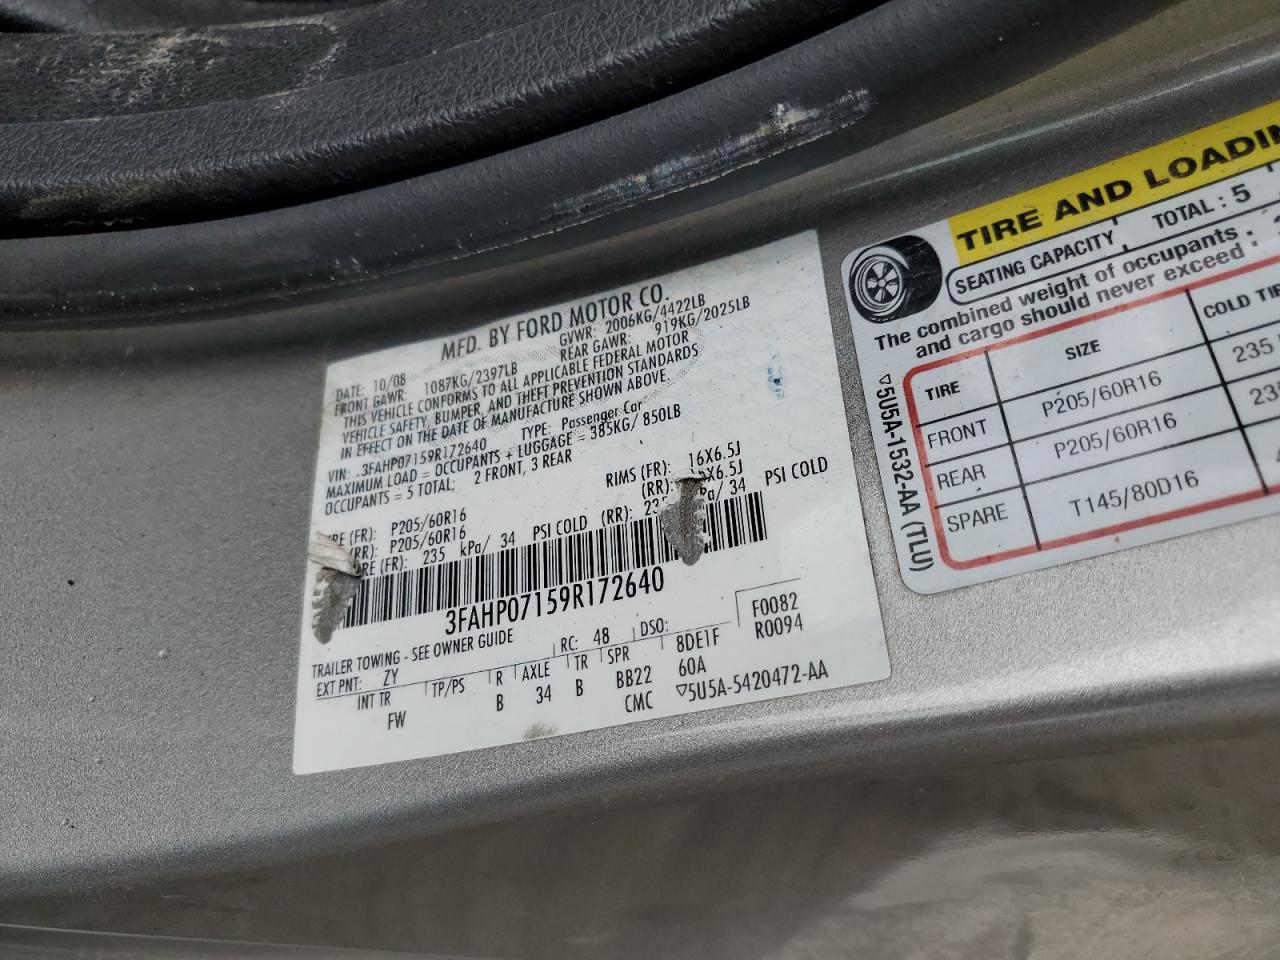 MFD. BY FORD MOTOR CO.
DATE: 10/08 GVWR: 2006KG/4422LB
FRONT GAWR: 1087KG/2397LB REAR GAWR: 919KG/2025LB
THIS VEHICLE CONFORMS TO ALL APPLICABLE FEDERAL MOTOR
VEHICLE SAFETY, BUMPER, AND THEFT PREVENTION STANDARDS
IN EFFECT ON THE DATE OF MANUFACTURE SHOWN ABOVE.
VIN: 3FAHP07159R172640 TYPE: Passenger Car
MAXIMUM LOAD = OCCUPANTS + LUGGAGE = 385KG/ 850LB
OCCUPANTS = 5 TOTAL; 2 FRONT, 3 REAR
(FR): P205/60R16 RIMS (FR): 16X6.5J
(RR): P205/60R16 (RR): X6.5J
(FR): 235 kPa/ 34 PSI COLD (RR): / 34 PSI COLD
3FAHP07159R172640
TRAILER TOWING - SEE OWNER GUIDE
EXT PNT: ZY RC: 48 DSO: F0082
INT TR TP/PS R AXLE TR SPR 8DE1F R0094
FW B 34 B BB22 60A
CMC ▽5U5A-5420472-AA
TIRE AND
SEATING CAPACITY TOTAL : 5
The combined weight of occupants
and cargo should never exceed :
TIRE SIZE COLD
FRONT P205/60R16 235
REAR P205/60R16
SPARE T145/80D16
▽5U5A-1532-AA (TLU)